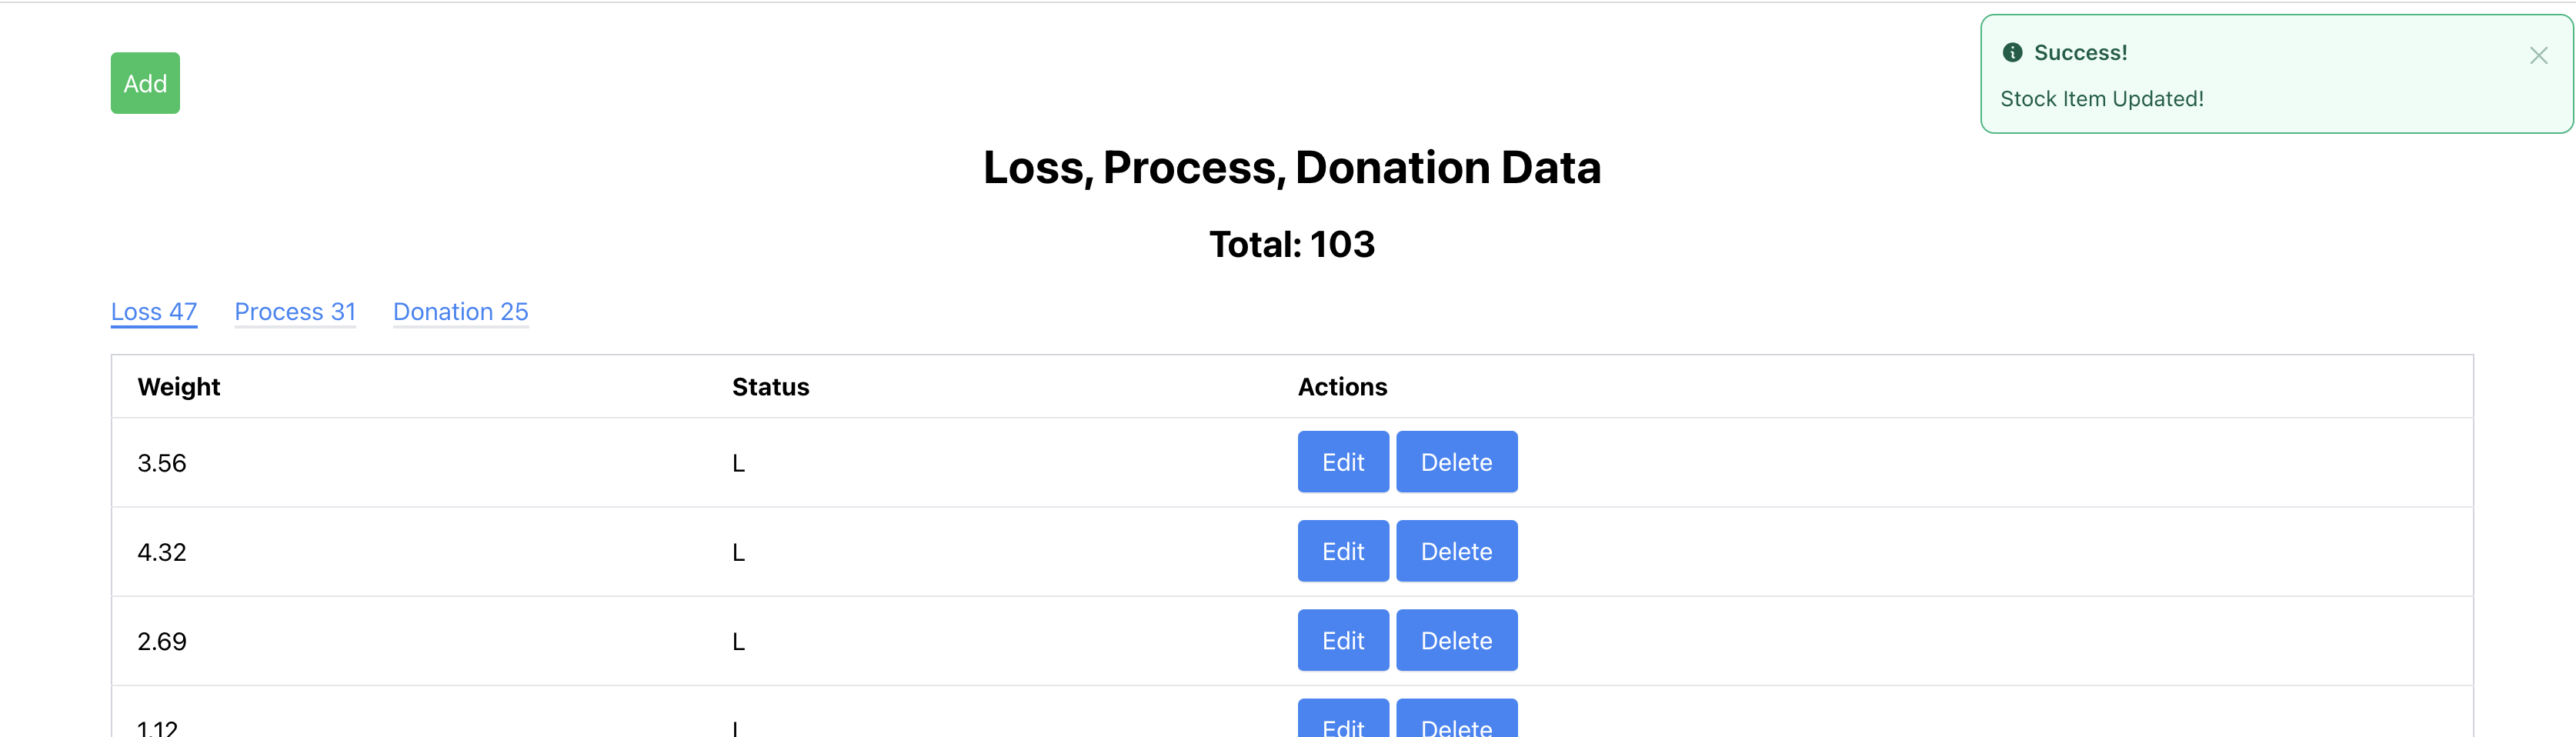 Add
Success!
Stock Item Updated!
Loss, Process, Donation Data
Total: 103
Loss 47 Process 31 Donation 25
Weight Status Actions
3.56 L Edit Delete
4.32 L Edit Delete
2.69 L Edit Delete
1.12 L Edit Delete